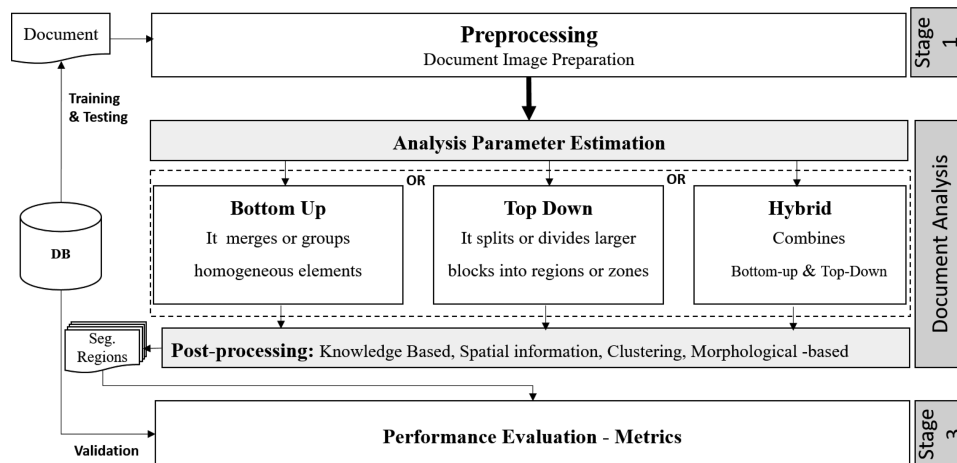 Document
Preprocessing
Document Image Preparation
Stage
1
Training
& Testing
Analysis Parameter Estimation
OR
OR
Bottom Up
It merges or groups
homogeneous elements
Top Down
It splits or divides larger
blocks into regions or zones
Hybrid
Combines
Bottom-up & Top-Down
Document Analysis
DB
Seg.
Regions
Post-processing: Knowledge Based, Spatial information, Clustering, Morphological -based
Performance Evaluation - Metrics
Stage
3
Validation